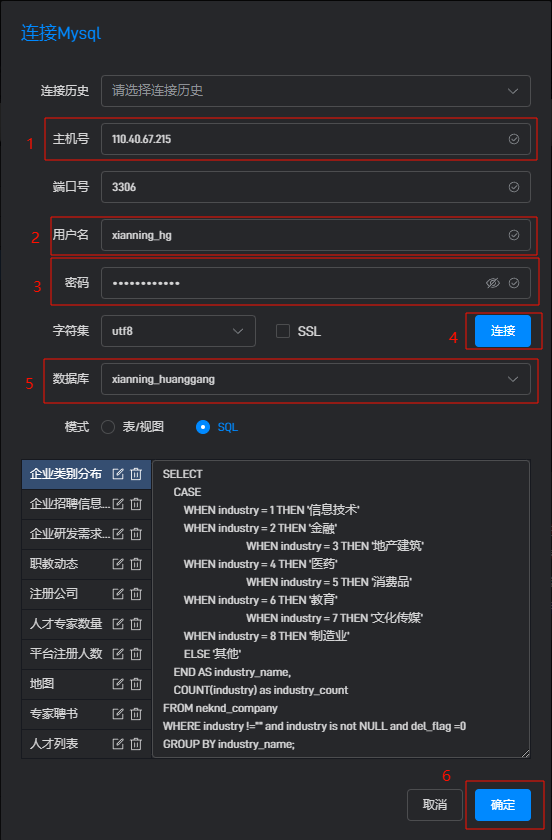 连接Mysql
连接历史 请选择连接历史
1 主机号 110.40.67.215
端口号 3306
2 用户名 xianning_hg
3 密码 ••••••••••••
字符集 utf8 SSL 4 连接
5 数据库 xianning_huanggang
模式 表/视图 SQL
企业类别分布
企业招聘信息...
企业研发需求...
职教动态
注册公司
人才专家数量
平台注册人数
地图
专家聘书
人才列表
SELECT
CASE
WHEN industry = 1 THEN '信息技术'
WHEN industry = 2 THEN '金融'
WHEN industry = 3 THEN '地产建筑'
WHEN industry = 4 THEN '医药'
WHEN industry = 5 THEN '消费品'
WHEN industry = 6 THEN '教育'
WHEN industry = 7 THEN '文化传媒'
WHEN industry = 8 THEN '制造业'
ELSE '其他'
END AS industry_name,
COUNT(industry) as industry_count
FROM neknd_company
WHERE industry !="" and industry is not NULL and del_flag =0
GROUP BY industry_name;
6
取消 确定